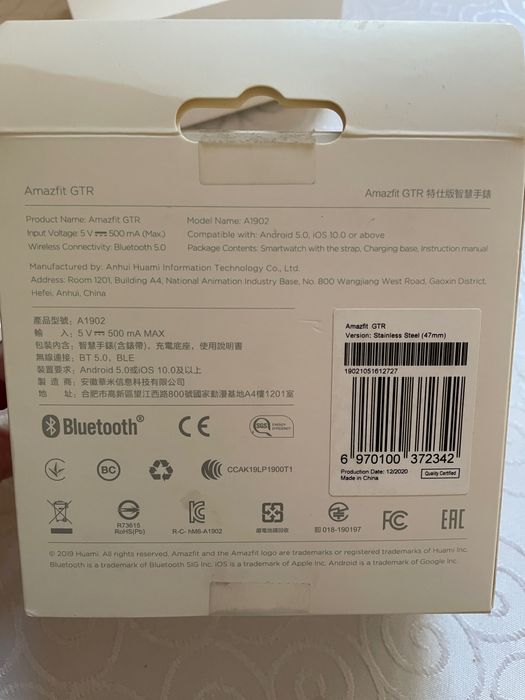 Amazfit GTR
Amazfit GTR 特仕版智慧手錶
Product Name: Amazfit GTR
Input Voltage: 5 V⎓500 mA (Max.)
Wireless Connectivity: Bluetooth 5.0
Model Name: A1902
Compatible with: Android 5.0, iOS 10.0 or above
Package Contents: Smartwatch with the strap, Charging base, Instruction manual
Manufactured by: Anhui Huami Information Technology Co., Ltd.
Address: Room 1201, Building A4, National Animation Industry Base, No. 800 Wangjiang West Road, Gaoxin District,
Hefei, Anhui, China
產品型號: A1902
輸 入: 5 V⎓500 mA MAX
包裝內容: 智慧手錶(含錶帶)，充電底座，使用說明書
無線連接: BT 5.0, BLE
裝置要求: Android 5.0或iOS 10.0及以上
製 造 商: 安徽華米信息科技有限公司
地 址: 合肥市高新區望江西路800號國家動漫基地A4樓1201室
Amazfit GTR
Version: Stainless Steel (47mm)
19021051612727
6 970100 372342
Production Date: 12/2020
Made in China
Quality Certified
Bluetooth®
CE
SGS ENERGY EFFICIENCY
BC
CCAK19LP1900T1
R73615
RoHS(Pb)
R-C- hM6-A1902
廢電池請回收
018-190197
FC
EAC
© 2019 Huami. All rights reserved. Amazfit and the Amazfit logo are trademarks or registered trademarks of Huami Inc.
Bluetooth is a trademark of Bluetooth SIG Inc. iOS is a trademark of Apple Inc. Android is a trademark of Google Inc.